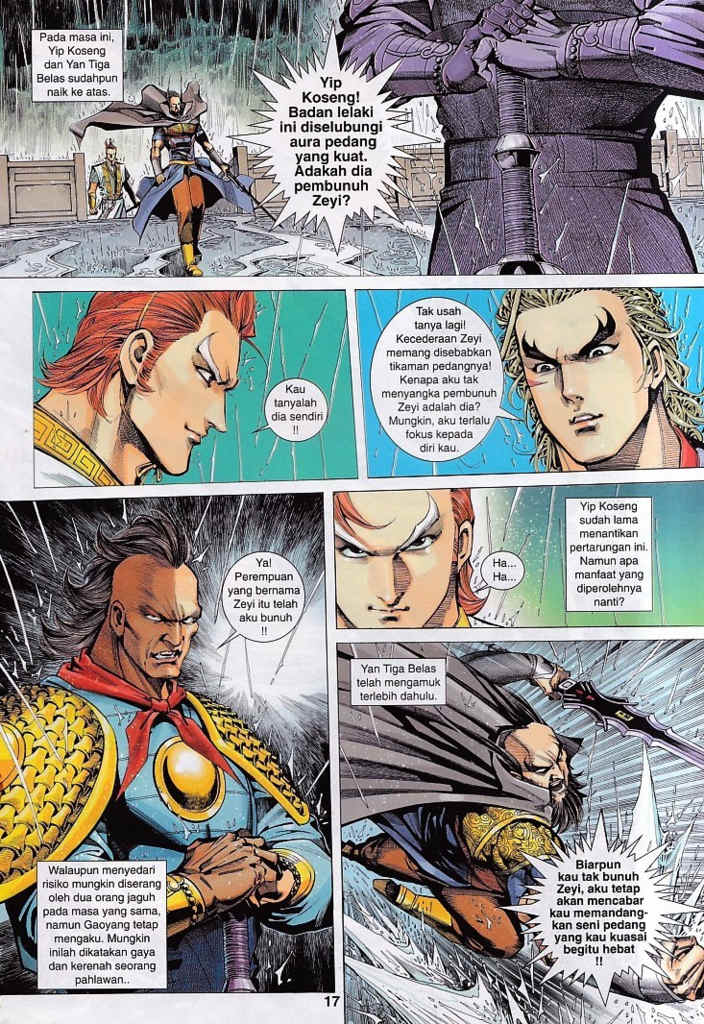 Pada masa ini,
Yip Koseng
dan Yan Tiga
Belas sudahpun
naik ke atas.
Yip
Koseng!
Badan lelaki
ini diselubungi
aura pedang
yang kuat.
Adakah dia
pembunuh
Zeyi?
Kau
tanyalah
dia sendiri
!!
Tak usah
tanya lagi!
Kecederaan Zeyi
memang disebabkan
tikaman pedangnya!
Kenapa aku tak
menyangka pembunuh
Zeyi adalah dia?
Mungkin, aku terlalu
fokus kepada
diri kau.
Ya!
Perempuan
yang bernama
Zeyi itu telah
aku bunuh
!!
Walaupun menyedari
risiko mungkin diserang
oleh dua orang jaguh
pada masa yang sama,
namun Gaoyang tetap
mengaku. Mungkin
inilah dikatakan gaya
dan kerenah seorang
pahlawan..
Ha...
Ha...
Yip Koseng
sudah lama
menantikan
pertarungan ini.
Namun apa
manfaat yang
diperolehnya
nanti?
Yan Tiga Belas
telah mengamuk
terlebih dahulu.
Biarpun
kau tak bunuh
Zeyi, aku tetap
akan mencabar
kau memandang-
kan seni pedang
yang kau kuasai
begitu hebat
!!
17